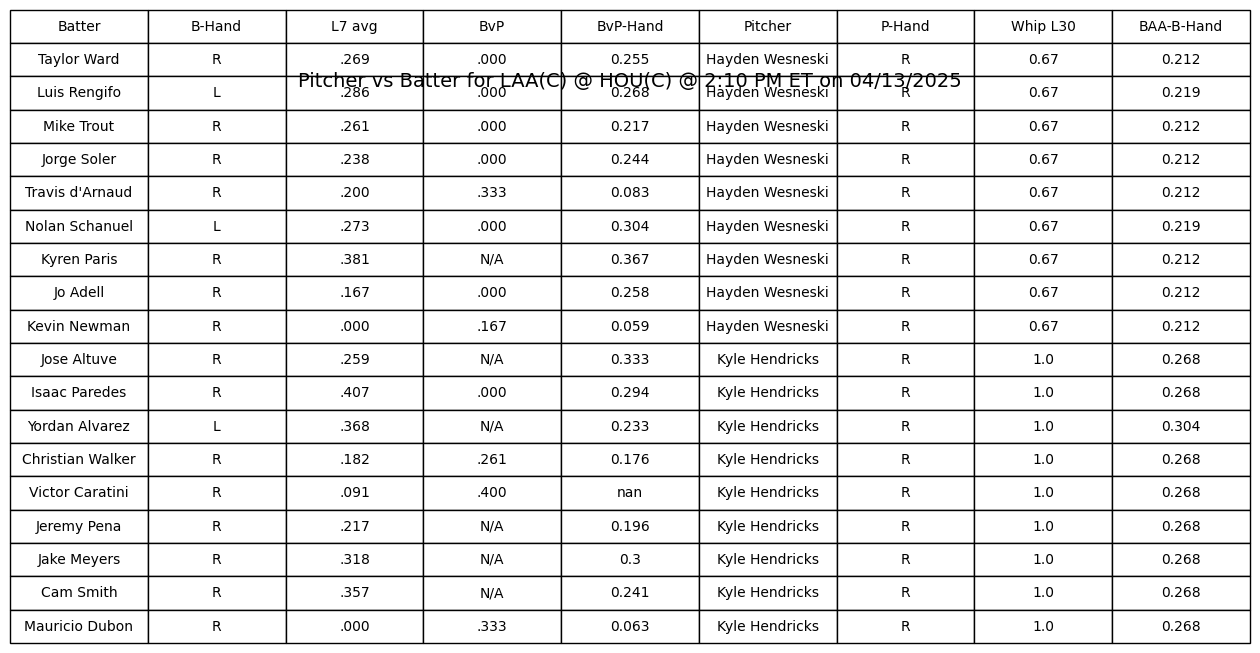 Batter B-Hand L7 avg BvP BvP-Hand Pitcher P-Hand Whip L30 BAA-B-Hand
Taylor Ward R .269 .000 0.255 Hayden Wesneski R 0.67 0.212
Pitcher vs Batter for LAA(C) @ HOU(C) @ 2:10 PM ET on 04/13/2025
Luis Rengifo L .286 .000 0.268 Hayden Wesneski R 0.67 0.219
Mike Trout R .261 .000 0.217 Hayden Wesneski R 0.67 0.212
Jorge Soler R .238 .000 0.244 Hayden Wesneski R 0.67 0.212
Travis d'Arnaud R .200 .333 0.083 Hayden Wesneski R 0.67 0.212
Nolan Schanuel L .273 .000 0.304 Hayden Wesneski R 0.67 0.219
Kyren Paris R .381 N/A 0.367 Hayden Wesneski R 0.67 0.212
Jo Adell R .167 .000 0.258 Hayden Wesneski R 0.67 0.212
Kevin Newman R .000 .167 0.059 Hayden Wesneski R 0.67 0.212
Jose Altuve R .259 N/A 0.333 Kyle Hendricks R 1.0 0.268
Isaac Paredes R .407 .000 0.294 Kyle Hendricks R 1.0 0.268
Yordan Alvarez L .368 N/A 0.233 Kyle Hendricks R 1.0 0.304
Christian Walker R .182 .261 0.176 Kyle Hendricks R 1.0 0.268
Victor Caratini R .091 .400 nan Kyle Hendricks R 1.0 0.268
Jeremy Pena R .217 N/A 0.196 Kyle Hendricks R 1.0 0.268
Jake Meyers R .318 N/A 0.3 Kyle Hendricks R 1.0 0.268
Cam Smith R .357 N/A 0.241 Kyle Hendricks R 1.0 0.268
Mauricio Dubon R .000 .333 0.063 Kyle Hendricks R 1.0 0.268